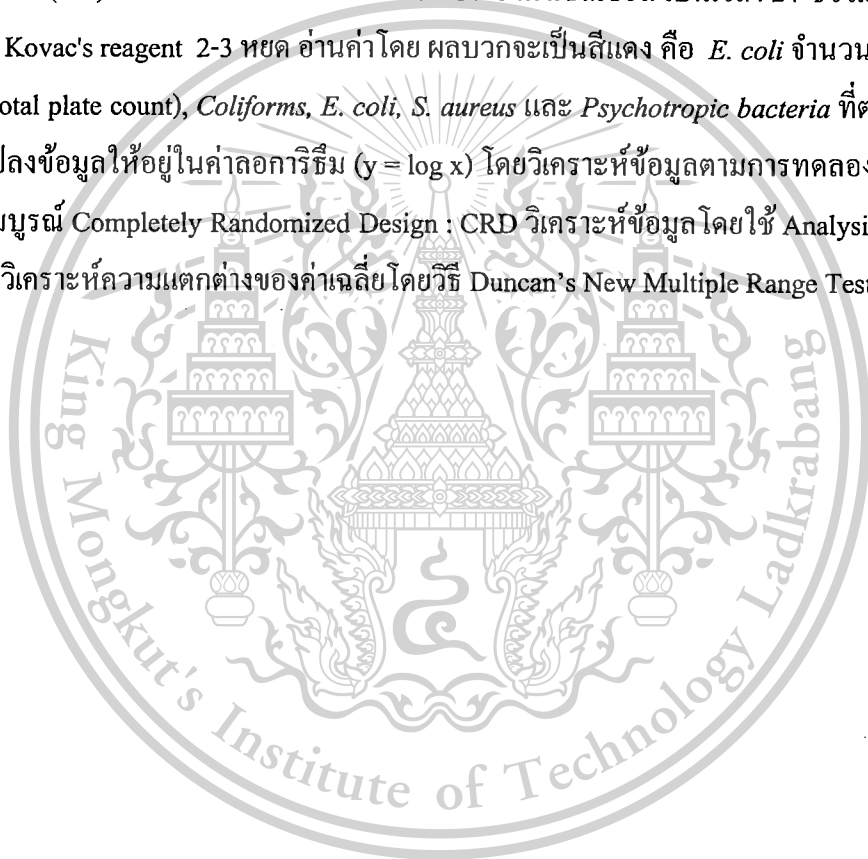 Kovac's reagent 2-3 หยด อ่านค่าโดย ผลบวกจะเป็นสีแดง คือ E. coli จำนวน
otal plate count), Coliforms, E. coli, S. aureus และ Psychotropic bacteria ที่ต
ปลงข้อมูลให้อยู่ในค่าลอการิธึม (y = log x) โดยวิเคราะห์ข้อมูลตามการทดลอง
มบูรณ์ Completely Randomized Design : CRD วิเคราะห์ข้อมูลโดยใช้ Analysi
วิเคราะห์ความแตกต่างของค่าเฉลี่ยโดยวิธี Duncan's New Multiple Range Test
King Mongkut's Institute of Technology Ladkrabang